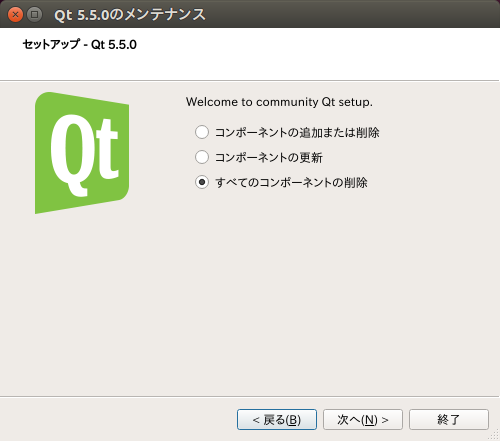 Qt 5.5.0のメンテナンス
セットアップ - Qt 5.5.0
Qt
Welcome to community Qt setup.
コンポーネントの追加または削除
コンポーネントの更新
すべてのコンポーネントの削除
< 戻る(B)
次へ(N) >
終了